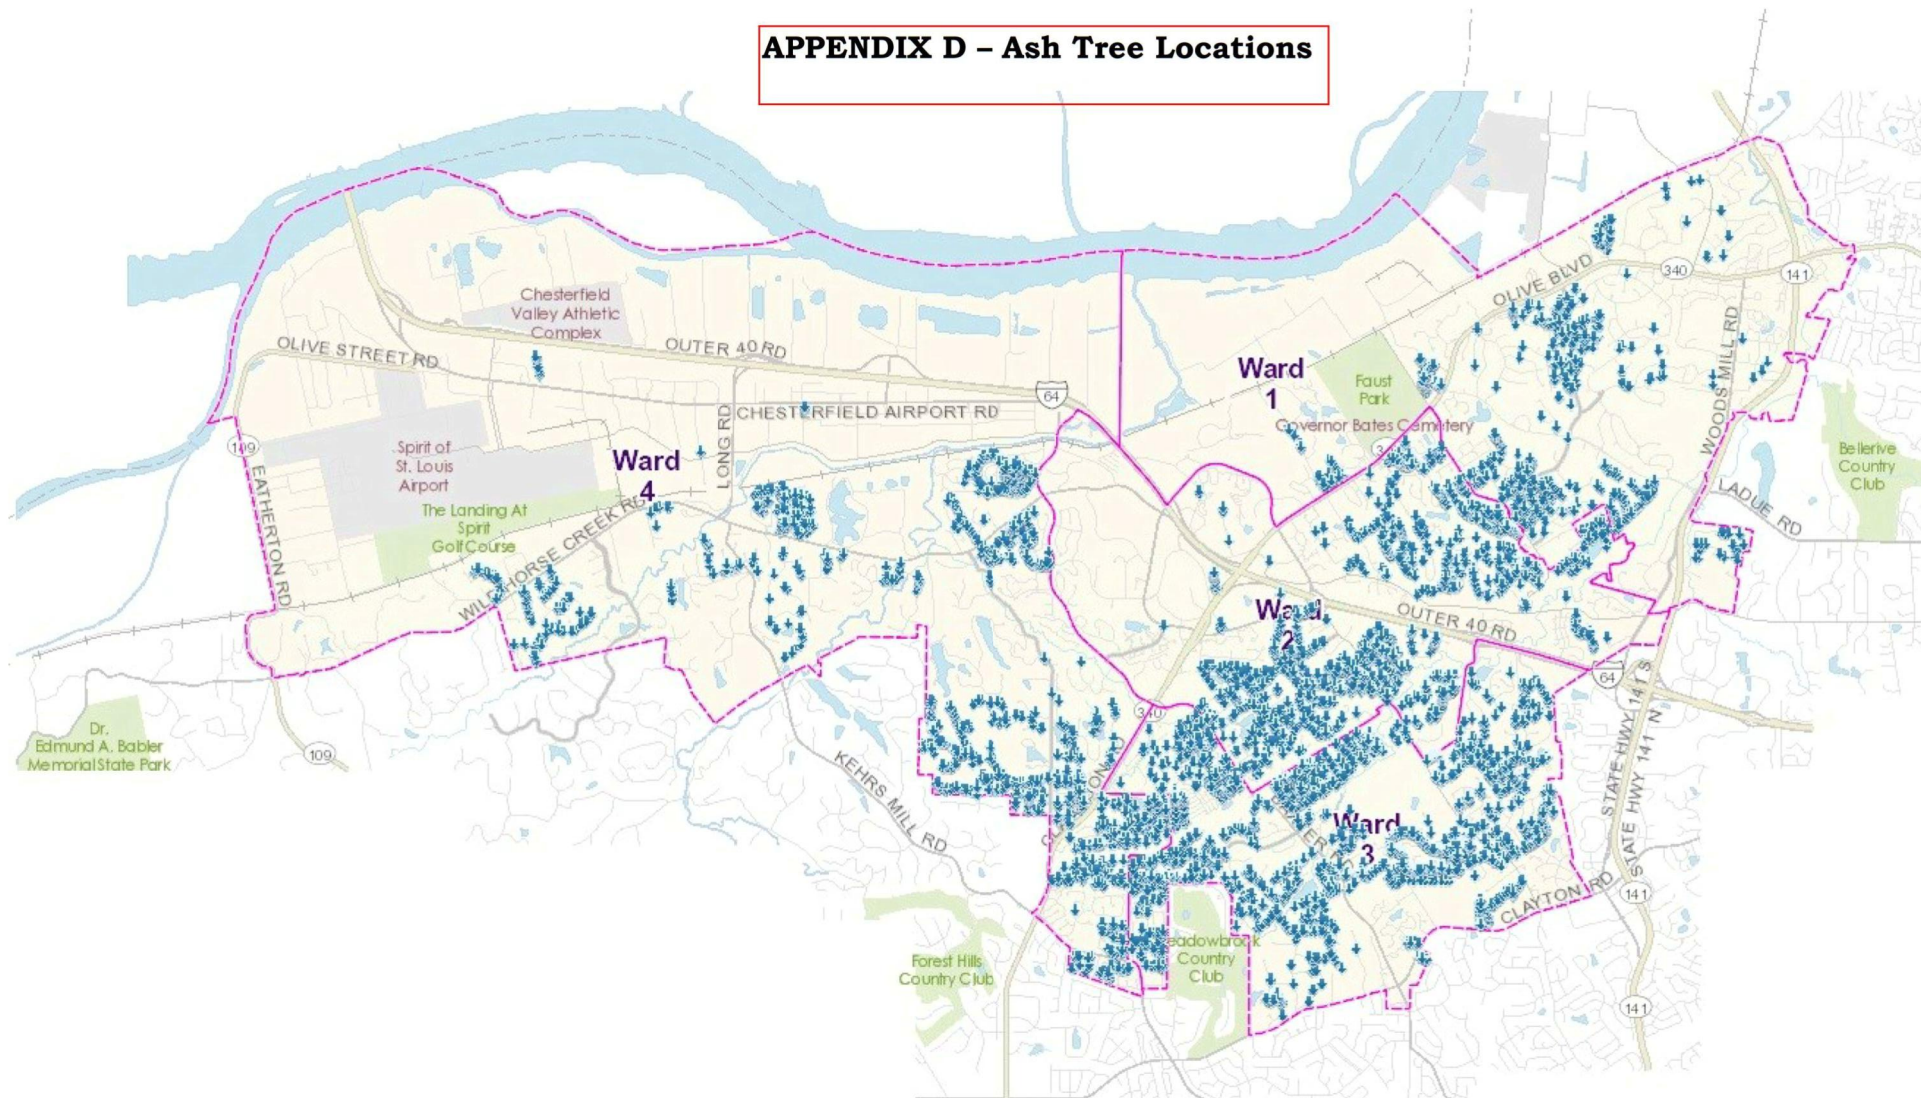 APPENDIX D – Ash Tree Locations
340
141
OLIVE BLVD
Chesterfield
Valley Athletic
Complex
OLIVE STREET RD
OUTER 40 RD
WOODS MILL RD
Ward
1
Faust
Park
64
CHESTERFIELD AIRPORT RD
LONG RD
Governor Bates Cemetery
109
Spirit of
St. Louis
Airport
Ward
4
Bellerive
Country
Club
LADUE RD
EATHERTON RD
The Landing At
Spirit
Golf Course
WILDHORSE CREEK RD
Ward
2
OUTER 40 RD
64
STATE HWY 141 S
STATE HWY 141 N
340
Dr.
Edmund A. Babler
Memorial State Park
109
KEHRS MILL RD
Ward
3
CLAYTON RD
141
Forest Hills
Country Club
eadowbrook
Country
Club
141